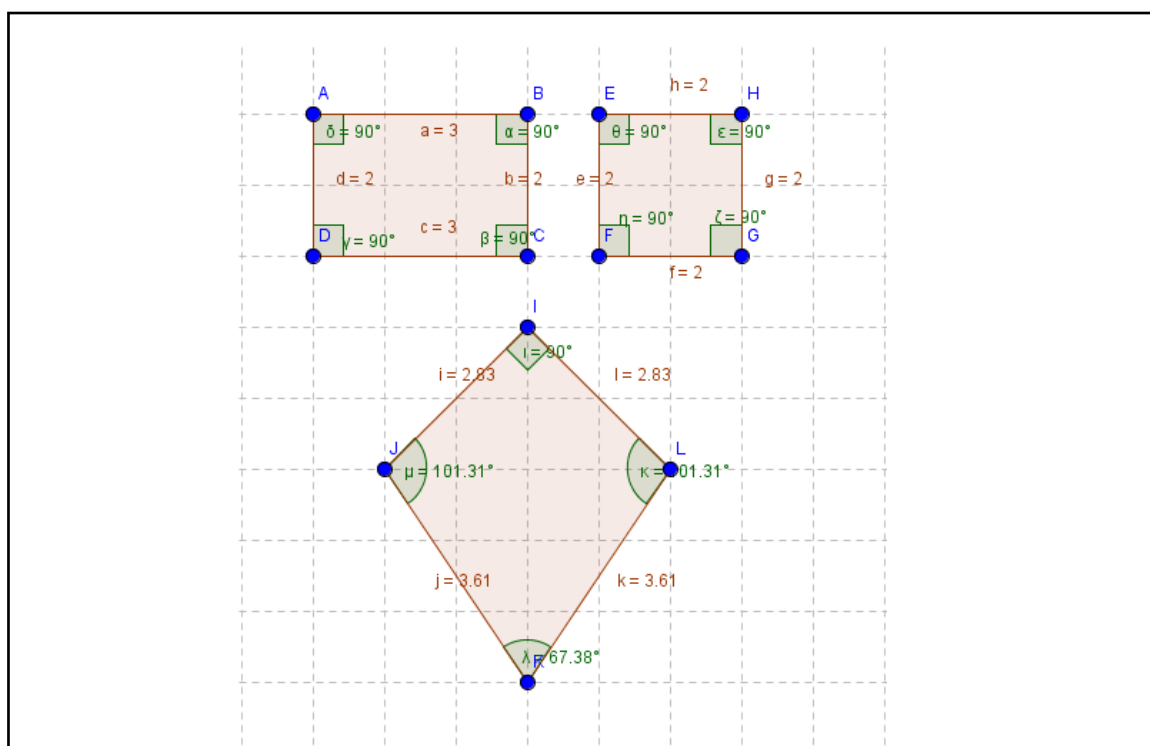 h = 2
A B E H
δ = 90° a = 3 α = 90° θ = 90° ε = 90°
d = 2 b = 2 e = 2 g = 2
η = 90° ζ = 90°
D γ = 90° c = 3 β = 90° C F G
f = 2
I
ι = 90°
i = 2.83 l = 2.83
J L
μ = 101.31° κ = 101.31°
j = 3.61 k = 3.61
λ = 67.38°
K